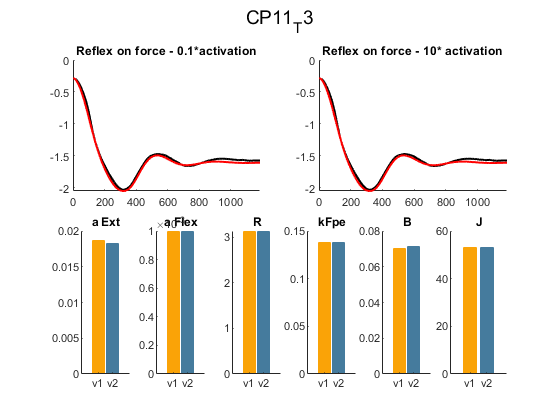 CP11_T3
Reflex on force - 0.1*activation
Reflex on force - 10* activation
0
-0.5
-1
-1.5
-2
0 200 400 600 800 1000
0
-0.5
-1
-1.5
-2
0 200 400 600 800 1000
a Ext
0.02
0.015
0.01
0.005
0
v1 v2
a Flex
1
0.8
0.6
0.4
0.2
0
v1 v2
R
3
2
1
0
v1 v2
kFpe
0.15
0.1
0.05
0
v1 v2
B
0.08
0.06
0.04
0.02
0
v1 v2
J
60
40
20
0
v1 v2